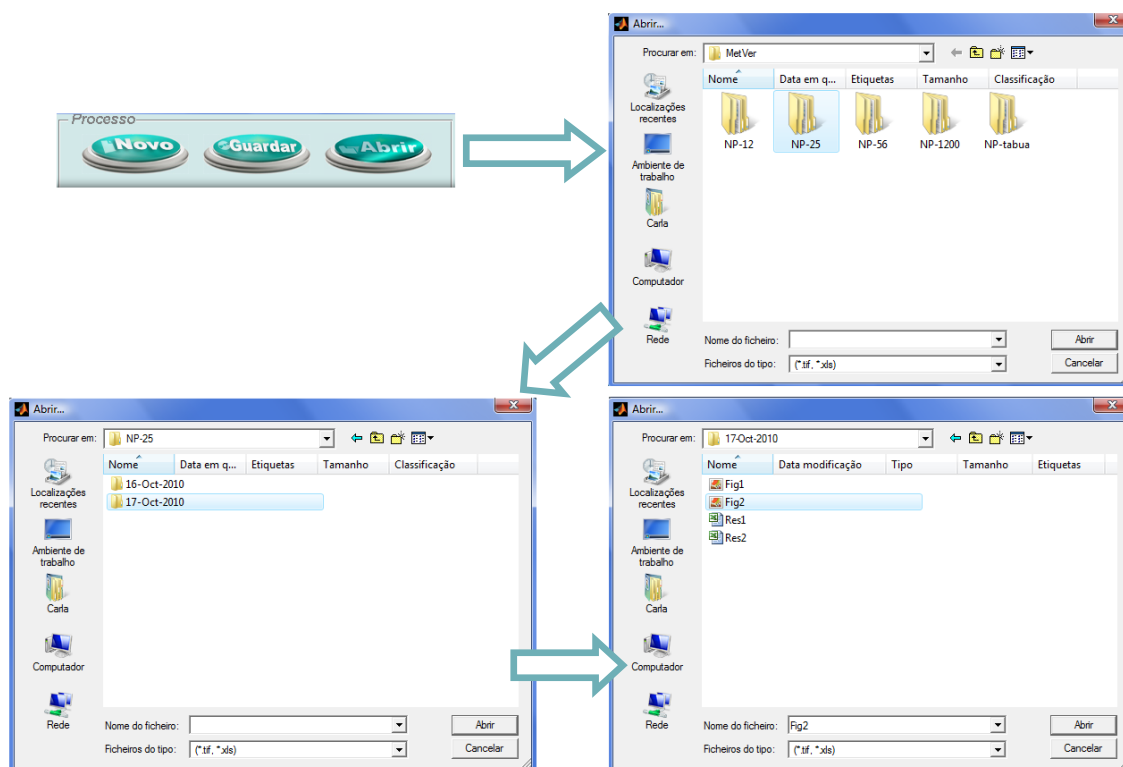 Processo
Novo Guardar Abrir
Abrir...
Procurar em: MetVer
Nome Data em q... Etiquetas Tamanho Classificação
Localizações recentes
NP-12 NP-25 NP-56 NP-1200 NP-tabua
Ambiente de trabalho
Carla
Computador
Rede
Nome do ficheiro: Abrir
Ficheiros do tipo: (*.tif, *.xls) Cancelar
Abrir...
Procurar em: NP-25
Nome Data em q... Etiquetas Tamanho Classificação
16-Oct-2010
17-Oct-2010
Localizações recentes
Ambiente de trabalho
Carla
Computador
Rede
Nome do ficheiro: Abrir
Ficheiros do tipo: (*.tif, *.xls) Cancelar
Abrir...
Procurar em: 17-Oct-2010
Nome Data modificação Tipo Tamanho Etiquetas
Fig1
Fig2
Res1
Res2
Localizações recentes
Ambiente de trabalho
Carla
Computador
Rede
Nome do ficheiro: Fig2 Abrir
Ficheiros do tipo: (*.tif, *.xls) Cancelar